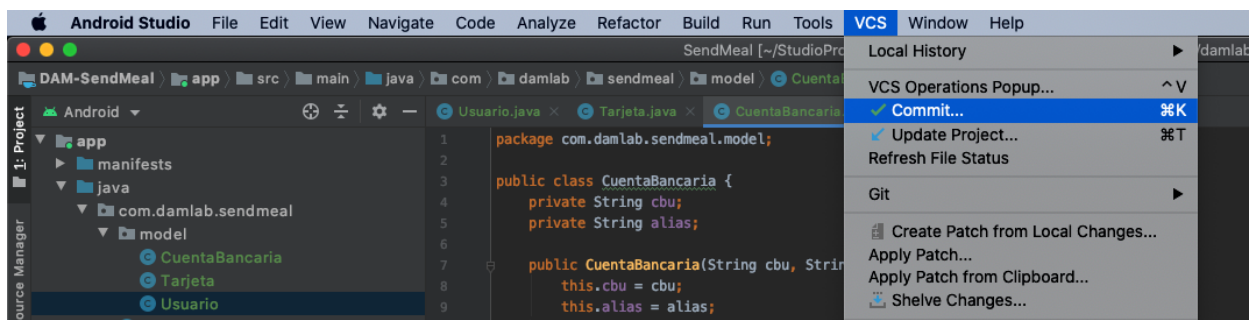 Android Studio File Edit View Navigate Code Analyze Refactor Build Run Tools VCS Window Help
SendMeal [~/StudioPro /damlab
DAM-SendMeal app src main java com damlab sendmeal model Cuenta
Android
Usuario.java × Tarjeta.java × CuentaBancaria.
1: Project
app
manifests
java
com.damlab.sendmeal
model
CuentaBancaria
Tarjeta
Usuario
ource Manager
1 package com.damlab.sendmeal.model;
2
3 public class CuentaBancaria {
4 private String cbu;
5 private String alias;
6
7 public CuentaBancaria(String cbu, Strin
8 this.cbu = cbu;
9 this.alias = alias;
Local History ▶
VCS Operations Popup... ^V
Commit... ⌘K
Update Project... ⌘T
Refresh File Status
Git ▶
Create Patch from Local Changes...
Apply Patch...
Apply Patch from Clipboard...
Shelve Changes...